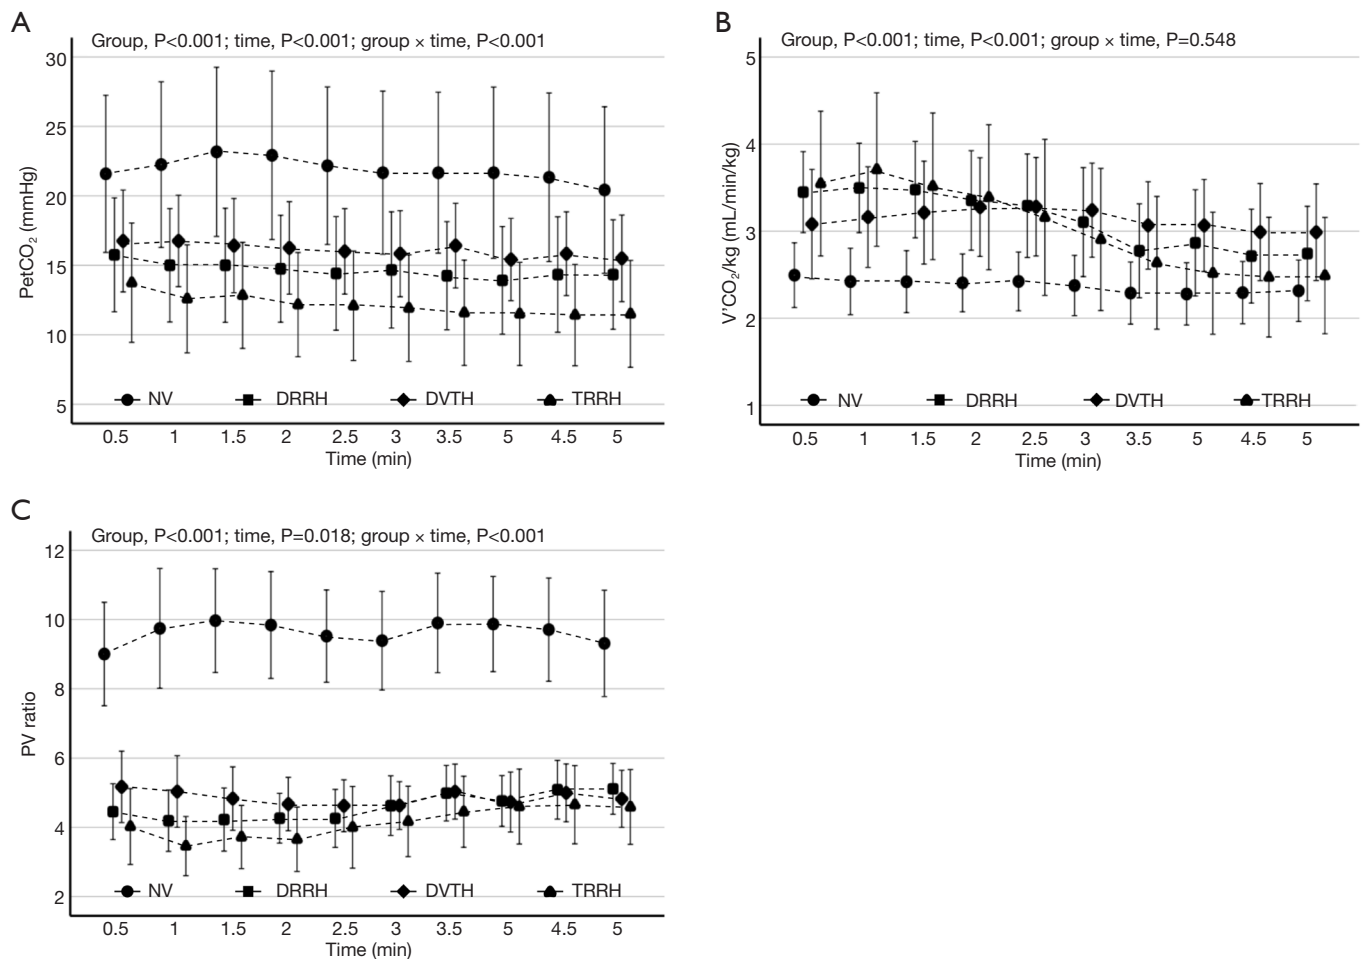 A
Group, P<0.001; time, P<0.001; group × time, P<0.001
30
25
20
15
10
5
PetCO₂ (mmHg)
NV DRRH DVTH TRRH
0.5 1 1.5 2 2.5 3 3.5 5 4.5 5
Time (min)
B
Group, P<0.001; time, P<0.001; group × time, P=0.548
5
4
3
2
1
V'CO₂/kg (mL/min/kg)
NV DRRH DVTH TRRH
0.5 1 1.5 2 2.5 3 3.5 5 4.5 5
Time (min)
C
Group, P<0.001; time, P=0.018; group × time, P<0.001
12
10
8
6
4
2
PV ratio
NV DRRH DVTH TRRH
0.5 1 1.5 2 2.5 3 3.5 5 4.5 5
Time (min)